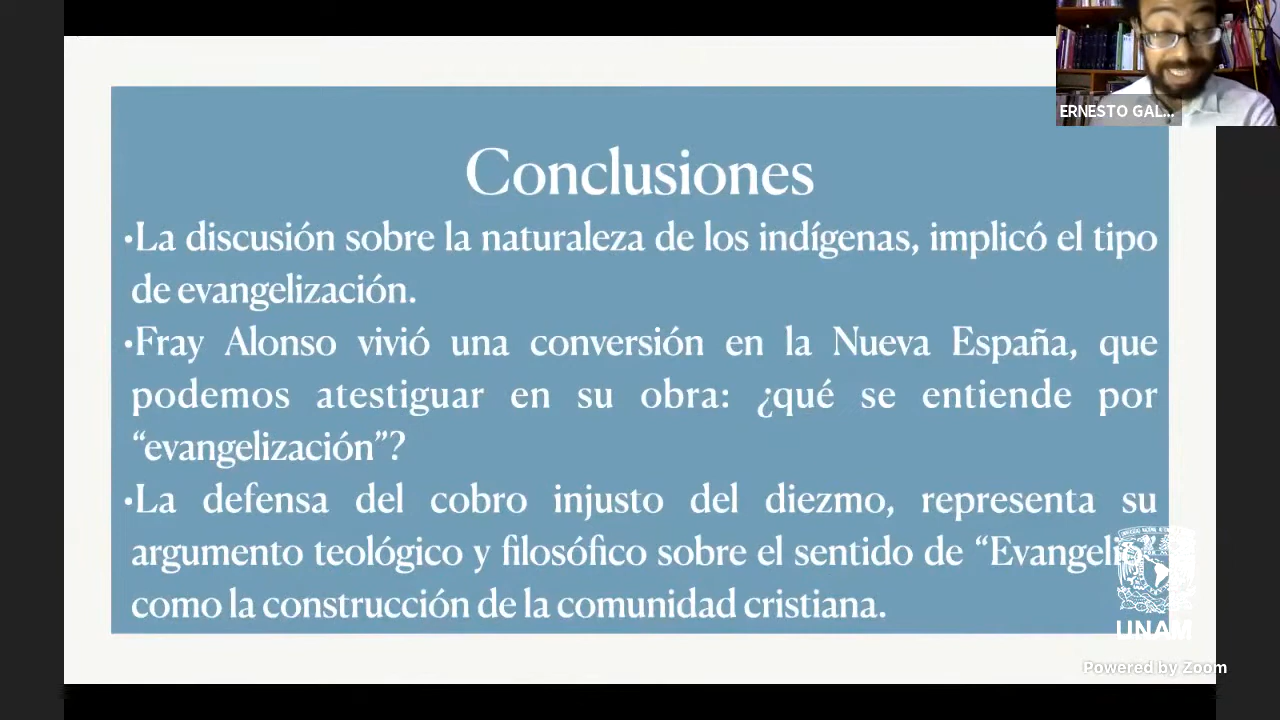 ERNESTO GAL...
Conclusiones
•La discusión sobre la naturaleza de los indígenas, implicó el tipo
de evangelización.
•Fray Alonso vivió una conversión en la Nueva España, que
podemos atestiguar en su obra: ¿qué se entiende por
“evangelización”?
•La defensa del cobro injusto del diezmo, representa su
argumento teológico y filosófico sobre el sentido de “Evangelio”
como la construcción de la comunidad cristiana.
UNAM
Powered by Zoom